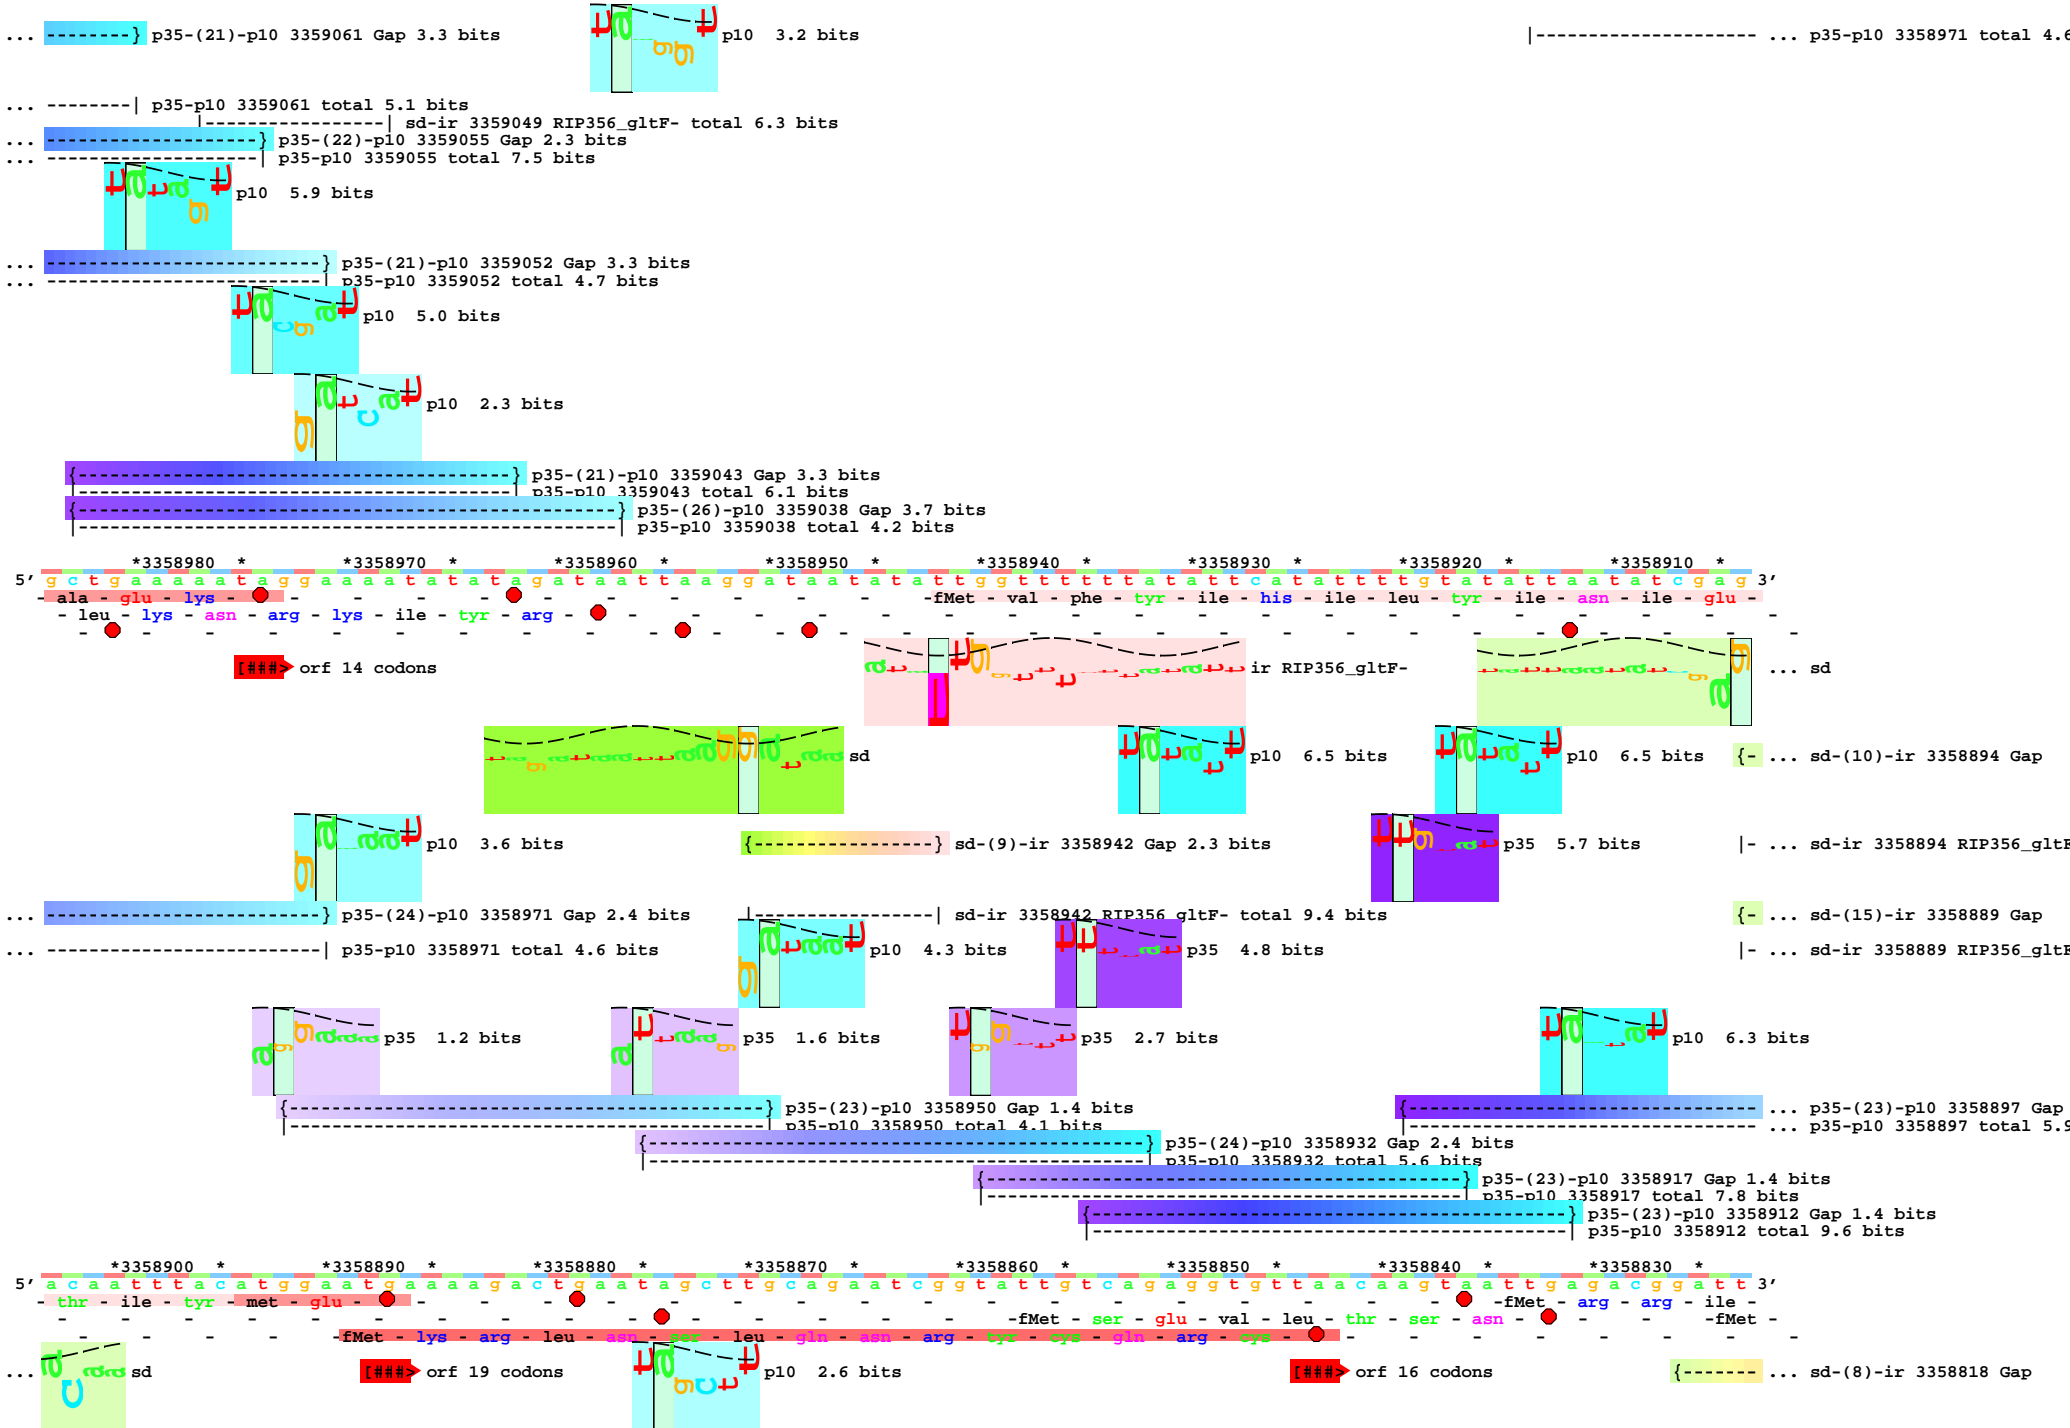 ... --------} p35-(21)-p10 3359061 Gap 3.3 bits
t a g g t p10 3.2 bits
|------------------- ... p35-p10 3358971 total 4.6
... --------| p35-p10 3359061 total 5.1 bits
|-----------------| sd-ir 3359049 RIP356_gltF- total 6.3 bits
... --------------------} p35-(22)-p10 3359055 Gap 2.3 bits
... --------------------| p35-p10 3359055 total 7.5 bits
t a t a g t p10 5.9 bits
... --------------------------} p35-(21)-p10 3359052 Gap 3.3 bits
... --------------------------| p35-p10 3359052 total 4.7 bits
t a c g a t p10 5.0 bits
g a t c a t p10 2.3 bits
{-----------------------------------------} p35-(21)-p10 3359043 Gap 3.3 bits
|-----------------------------------------| p35-p10 3359043 total 6.1 bits
{---------------------------------------------------} p35-(26)-p10 3359038 Gap 3.7 bits
|---------------------------------------------------| p35-p10 3359038 total 4.2 bits
*3358980 * *3358970 * *3358960 * *3358950 * *3358940 * *3358930 * *3358920 * *3358910 *
5' g c t g a a a a a t a g g a a a a t a t a t a g a t a a t t a a g g a t a a t a t a t t g g t t t t t t a t a t t c a t a t t t t g t a t a t t a a t a t c g a g 3'
- ala - glu - lys - - - - - - - - - -fMet - val - phe - tyr - ile - his - ile - leu - tyr - ile - asn - ile - glu -
- leu - lys - asn - arg - lys - ile - tyr - arg - - - - - - - - - - - - - - - - - - -
[###> orf 14 codons
ir RIP356_gltF-
... sd
sd
t a t a t t p10 6.5 bits
t a t a t t p10 6.5 bits
{- ... sd-(10)-ir 3358894 Gap
g a a a t p10 3.6 bits
{-----------------} sd-(9)-ir 3358942 Gap 2.3 bits
p35 5.7 bits
|- ... sd-ir 3358894 RIP356_gltF
... --------------------------} p35-(24)-p10 3358971 Gap 2.4 bits
|----------------| sd-ir 3358942 RIP356_gltF- total 9.4 bits
{- ... sd-(15)-ir 3358889 Gap
... --------------------------| p35-p10 3358971 total 4.6 bits
g a t a a t p10 4.3 bits
p35 4.8 bits
|- ... sd-ir 3358889 RIP356_gltF
a g g a a a p35 1.2 bits
a t t a a g p35 1.6 bits
t g g t t t p35 2.7 bits
p10 6.3 bits
{---------------------------------------------} p35-(23)-p10 3358950 Gap 1.4 bits
{---------------------------------- ... p35-(23)-p10 3358897 Gap
|---------------------------------------------| p35-p10 3358950 total 4.1 bits
|---------------------------------- ... p35-p10 3358897 total 5.9
{-----------------------------------------------} p35-(24)-p10 3358932 Gap 2.4 bits
|-----------------------------------------------| p35-p10 3358932 total 5.6 bits
{---------------------------------------------} p35-(23)-p10 3358917 Gap 1.4 bits
|---------------------------------------------| p35-p10 3358917 total 7.8 bits
{---------------------------------------------} p35-(23)-p10 3358912 Gap 1.4 bits
|---------------------------------------------| p35-p10 3358912 total 9.6 bits
*3358900 * *3358890 * *3358880 * *3358870 * *3358860 * *3358850 * *3358840 * *3358830 *
5' a c a a t t t a c a t g g a a t g a a a a g a c t g a a t a g c t t g c a g a a t c g g t a t t g t c a g a g g t g t t a a c a a g t a a t t g a g a c g g a t t 3'
- thr - ile - tyr - met - glu - - - - - - - - - - - - - - - - -fMet - arg - arg - ile -
- - - - - - - - - - - - - -fMet - ser - glu - val - leu - thr - ser - asn - - - -fMet -
- - - - -fMet - lys - arg - leu - asn - ser - leu - gln - asn - arg - tyr - cys - gln - arg - cys - - - - - - - -
... sd
[###> orf 19 codons
t a g c t t p10 2.6 bits
[###> orf 16 codons
{------- ... sd-(8)-ir 3358818 Gap